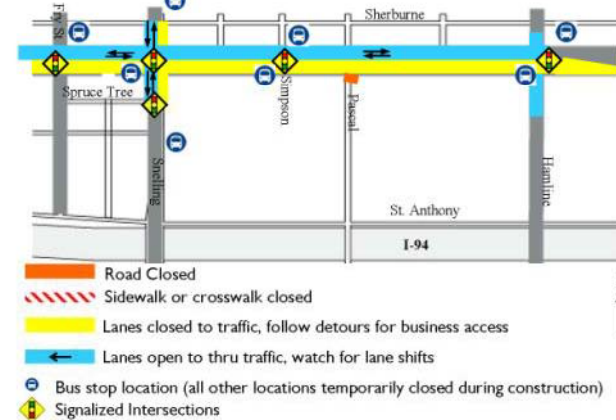 Fry St
Sherburne
Spruce Tree
Simpson
Pascal
Snelling
Hamline
St. Anthony
I-94
Road Closed
Sidewalk or crosswalk closed
Lanes closed to traffic, follow detours for business access
Lanes open to thru traffic, watch for lane shifts
Bus stop location (all other locations temporarily closed during construction)
Signalized Intersections